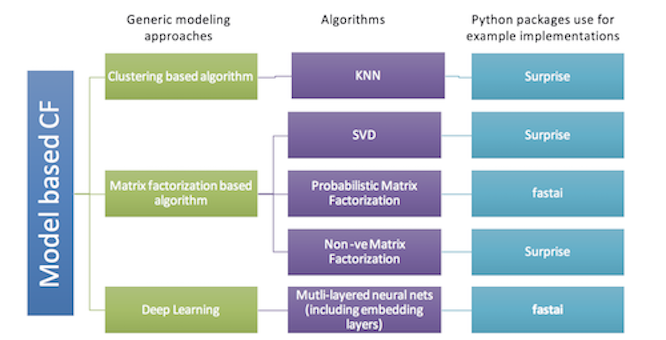 Generic modeling
approaches
Algorithms
Python packages use for
example implementations
Model based CF
Clustering based algorithm
KNN
Surprise
Matrix factorization based
algorithm
SVD
Surprise
Probabilistic Matrix
Factorization
fastai
Non -ve Matrix
Factorization
Surprise
Deep Learning
Mutli-layered neural nets
(including embedding
layers)
fastai